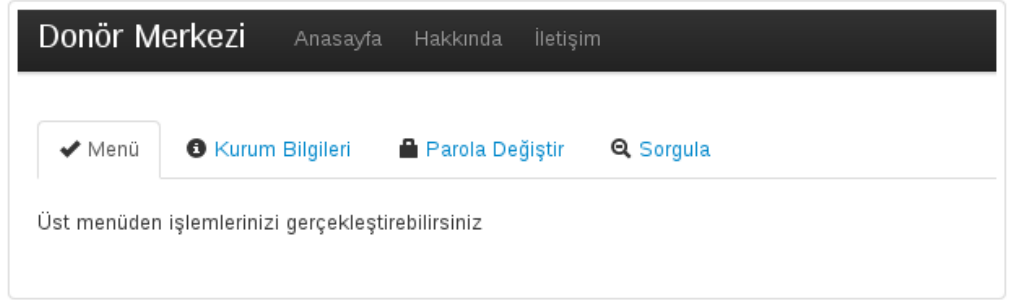 Donör Merkezi Anasayfa Hakkında İletişim
Menü Kurum Bilgileri Parola Değiştir Sorgula
Üst menüden işlemlerinizi gerçekleştirebilirsiniz